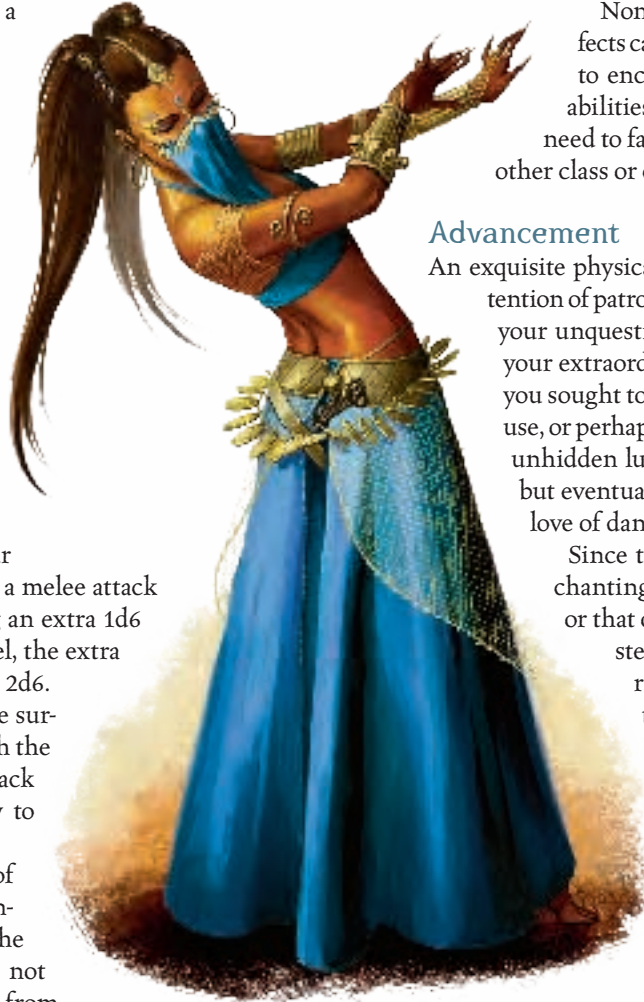 a
r
a melee attack
an extra 1d6
el, the extra
2d6.
e sur-
h the
ack
to
of
n-
he
not
from
Non
fects ca
to enc
abilities
need to fa
other class or
Advancement
An exquisite physica
tention of patro
your unquesti
your extraord
you sought to
use, or perhap
unhidden lu
but eventua
love of dan
Since t
chanting
or that
ste
r